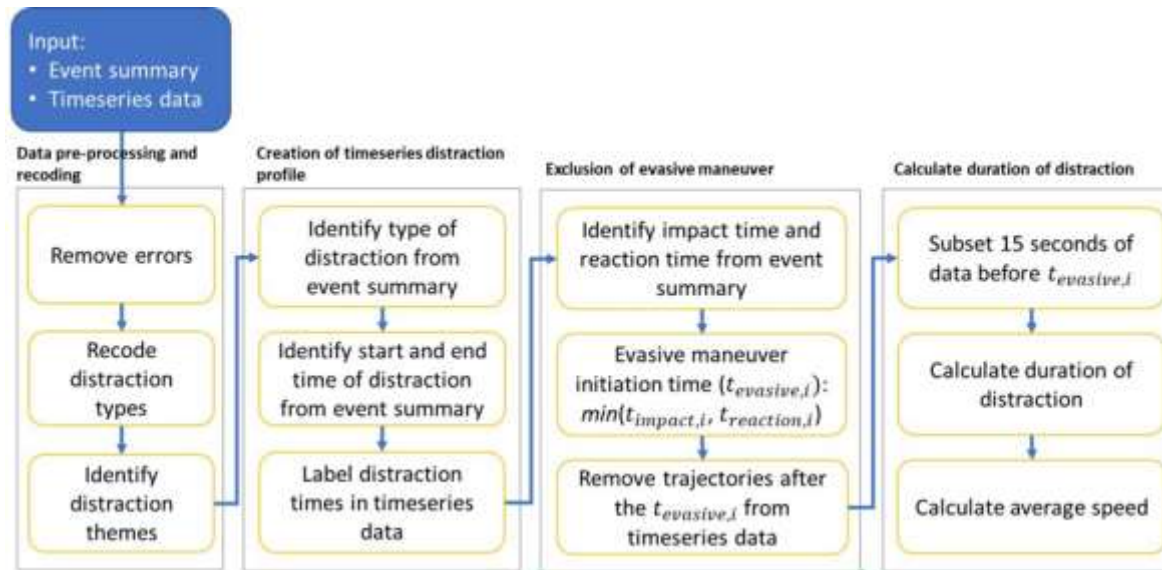 Input:
• Event summary
• Timeseries data
Data pre-processing and
recoding
Remove errors
Recode
distraction
types
Identify
distraction
themes
Creation of timeseries distraction
profile
Identify type of
distraction from
event summary
Identify start and end
time of distraction
from event summary
Label distraction
times in timeseries
data
Exclusion of evasive maneuver
Identify impact time and
reaction time from event
summary
Evasive maneuver
initiation time (t_evasive,i):
min(t_impact,i, t_reaction,i)
Remove trajectories after
the t_evasive,i from
timeseries data
Calculate duration of distraction
Subset 15 seconds of
data before t_evasive,i
Calculate duration of
distraction
Calculate average speed